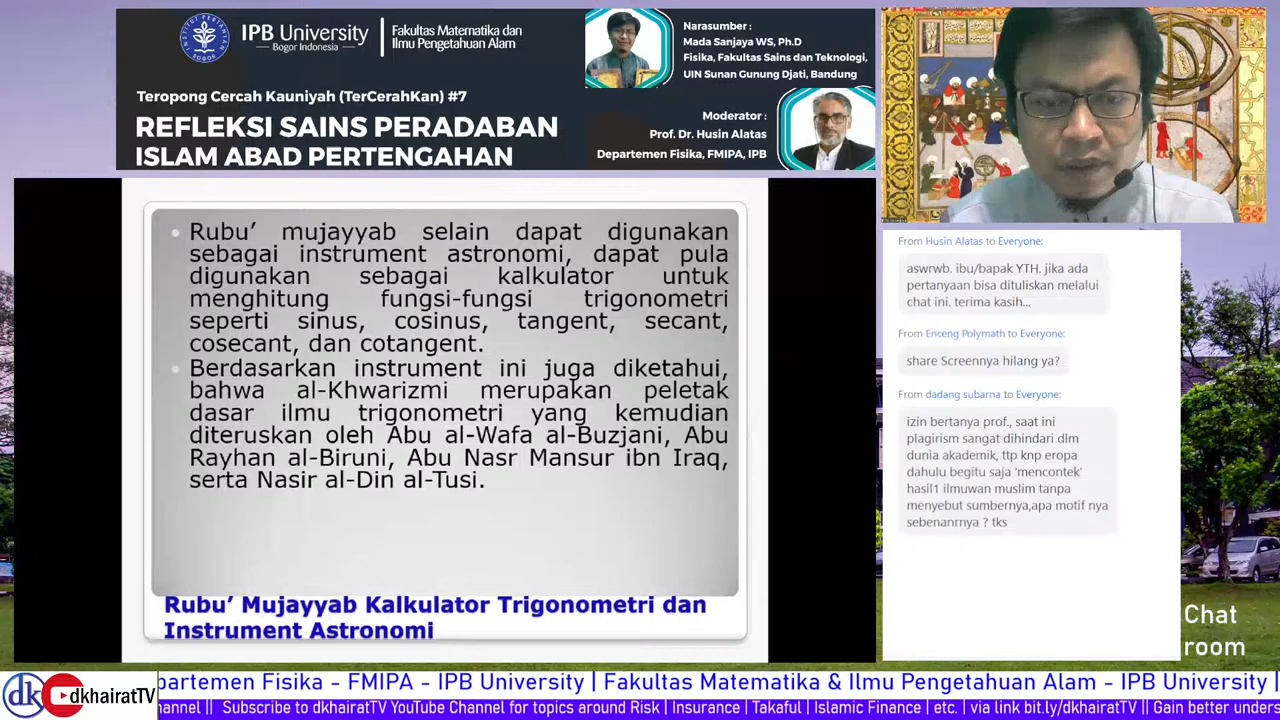 IPB University
Bogor Indonesia
Fakultas Matematika dan
Ilmu Pengetahuan Alam
Teropong Cercah Kauniyah (TerCerahKan) #7
REFLEKSI SAINS PERADABAN
ISLAM ABAD PERTENGAHAN
Narasumber :
Mada Sanjaya WS, Ph.D
Fisika, Fakultas Sains dan Teknologi,
UIN Sunan Gunung Djati, Bandung
Moderator :
Prof. Dr. Husin Alatas
Departemen Fisika, FMIPA, IPB
• Rubu’ mujayyab selain dapat digunakan
sebagai instrument astronomi, dapat pula
digunakan sebagai kalkulator untuk
menghitung fungsi-fungsi trigonometri
seperti sinus, cosinus, tangent, secant,
cosecant, dan cotangent.
• Berdasarkan instrument ini juga diketahui,
bahwa al-Khwarizmi merupakan peletak
dasar ilmu trigonometri yang kemudian
diteruskan oleh Abu al-Wafa al-Buzjani, Abu
Rayhan al-Biruni, Abu Nasr Mansur ibn Iraq,
serta Nasir al-Din al-Tusi.
Rubu’ Mujayyab Kalkulator Trigonometri dan
Instrument Astronomi
From Husin Alatas to Everyone:
aswrwb. ibu/bapak YTH. jika ada
pertanyaan bisa dituliskan melalui
chat ini. terima kasih...
From Enceng Polymath to Everyone:
share Screennya hilang ya?
From dadang subarna to Everyone:
izin bertanya prof., saat ini
plagirism sangat dihindari dlm
dunia akademik, ttp knp eropa
dahulu begitu saja 'mencontek'
hasil1 ilmuwan muslim tanpa
menyebut sumbernya,apa motif nya
sebenanrnya ? tks
Chat
room
dk dkhairatTV
partemen Fisika - FMIPA - IPB University | Fakultas Matematika & Ilmu Pengetahuan Alam - IPB University |
hannel || Subscribe to dkhairatTV YouTube Channel for topics around Risk | Insurance | Takaful | Islamic Finance | etc. | via link bit.ly/dkhairatTV || Gain better unders